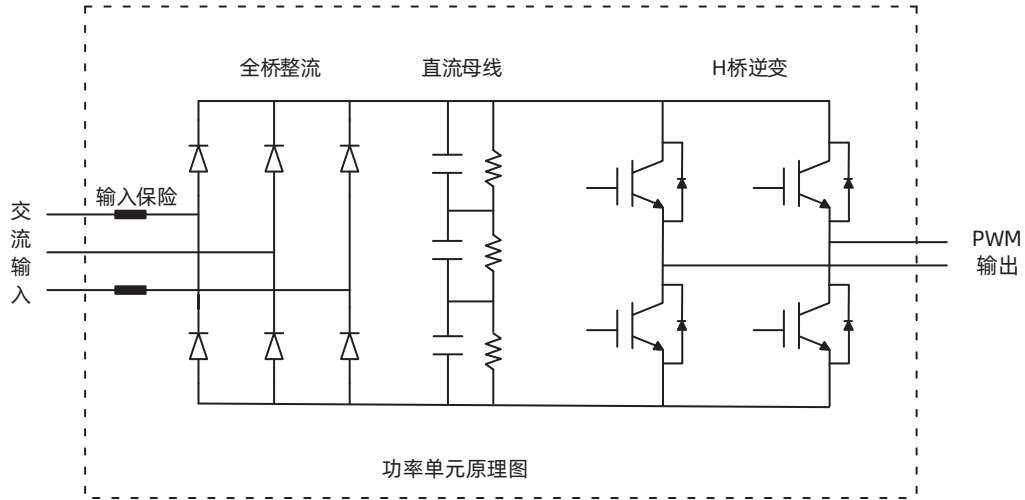 全桥整流
直流母线
H桥逆变
输入保险
交流输入
PWM
输出
功率单元原理图